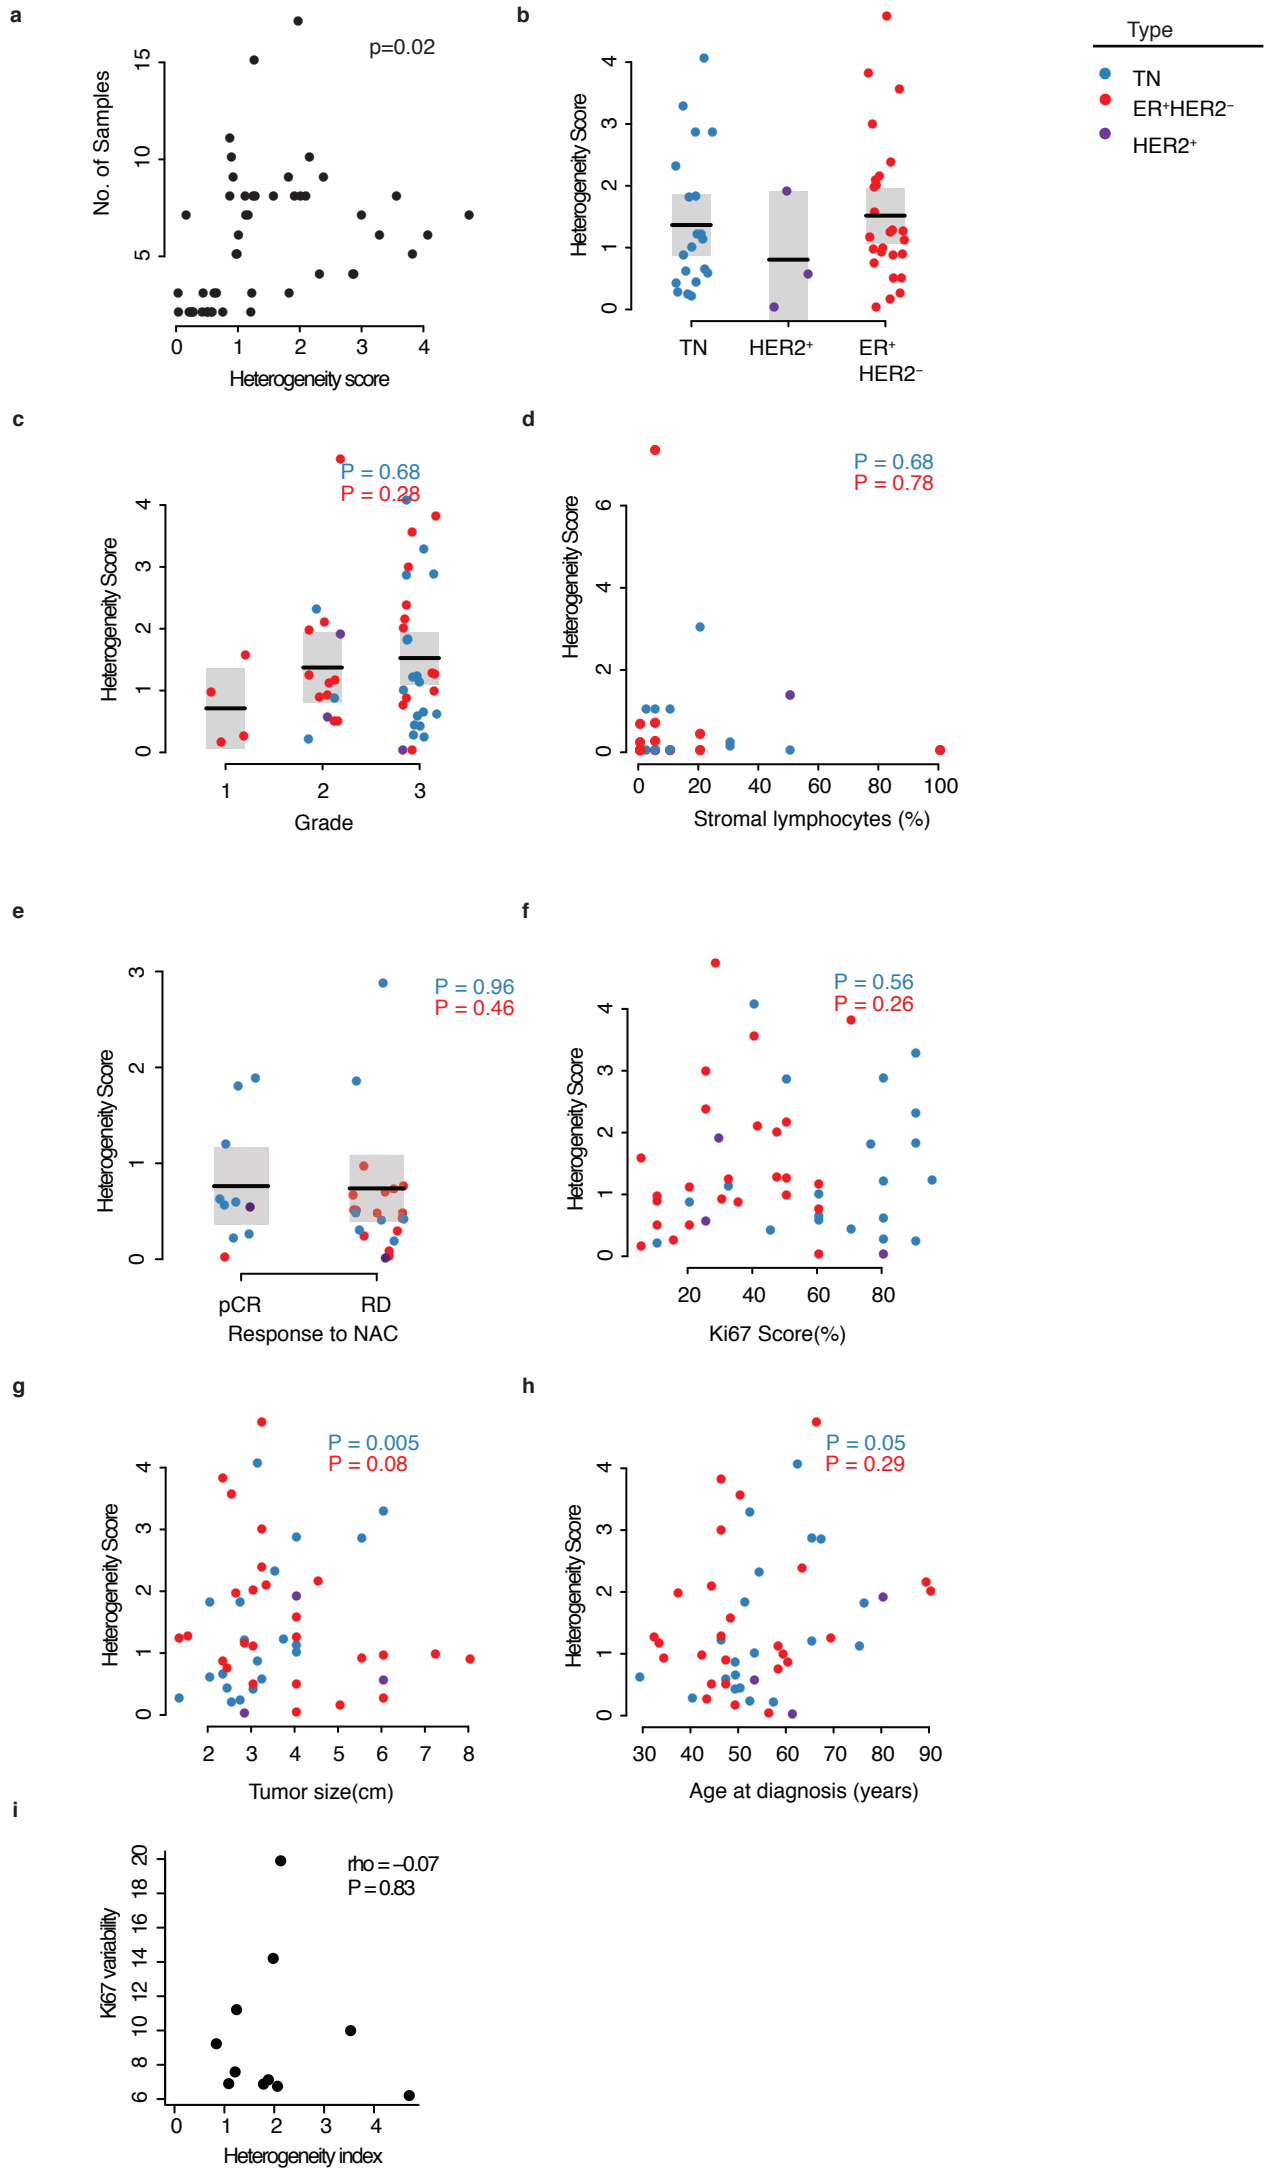 a
p=0.02
No. of Samples
15
10
5
0 1 2 3 4
Heterogeneity score
b
Heterogeneity Score
4
3
2
1
0
TN HER2⁺ ER⁺
HER2⁻
Type
TN
ER⁺HER2⁻
HER2⁺
c
P = 0.68
P = 0.28
Heterogeneity Score
4
3
2
1
0
1 2 3
Grade
d
P = 0.68
P = 0.78
Heterogeneity Score
6
4
2
0
0 20 40 60 80 100
Stromal lymphocytes (%)
e
P = 0.96
P = 0.46
Heterogeneity Score
3
2
1
0
pCR RD
Response to NAC
f
P = 0.56
P = 0.26
Heterogeneity Score
4
3
2
1
0
20 40 60 80
Ki67 Score(%)
g
P = 0.005
P = 0.08
Heterogeneity Score
4
3
2
1
0
2 3 4 5 6 7 8
Tumor size(cm)
h
P = 0.05
P = 0.29
Heterogeneity Score
4
3
2
1
0
30 40 50 60 70 80 90
Age at diagnosis (years)
i
rho = −0.07
P = 0.83
Ki67 variability
20
18
16
14
12
10
8
6
0 1 2 3 4
Heterogeneity index